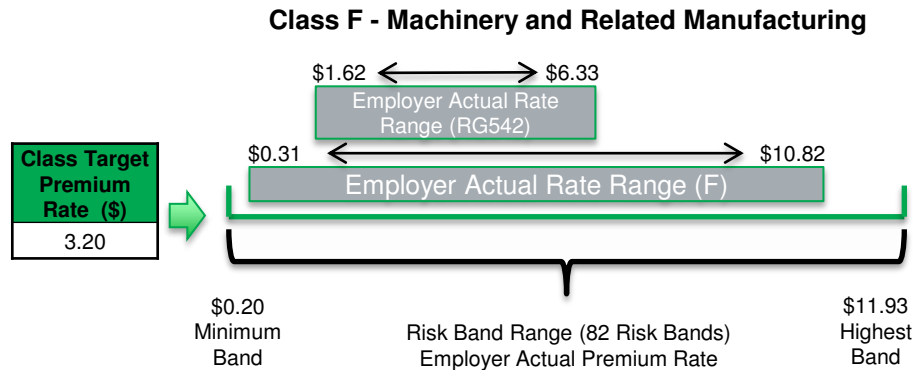 Class F - Machinery and Related Manufacturing
$1.62 $6.33
Employer Actual Rate
Range (RG542)
$0.31 $10.82
Employer Actual Rate Range (F)
Class Target
Premium
Rate ($)
3.20
$0.20
Minimum
Band
Risk Band Range (82 Risk Bands)
Employer Actual Premium Rate
$11.93
Highest
Band